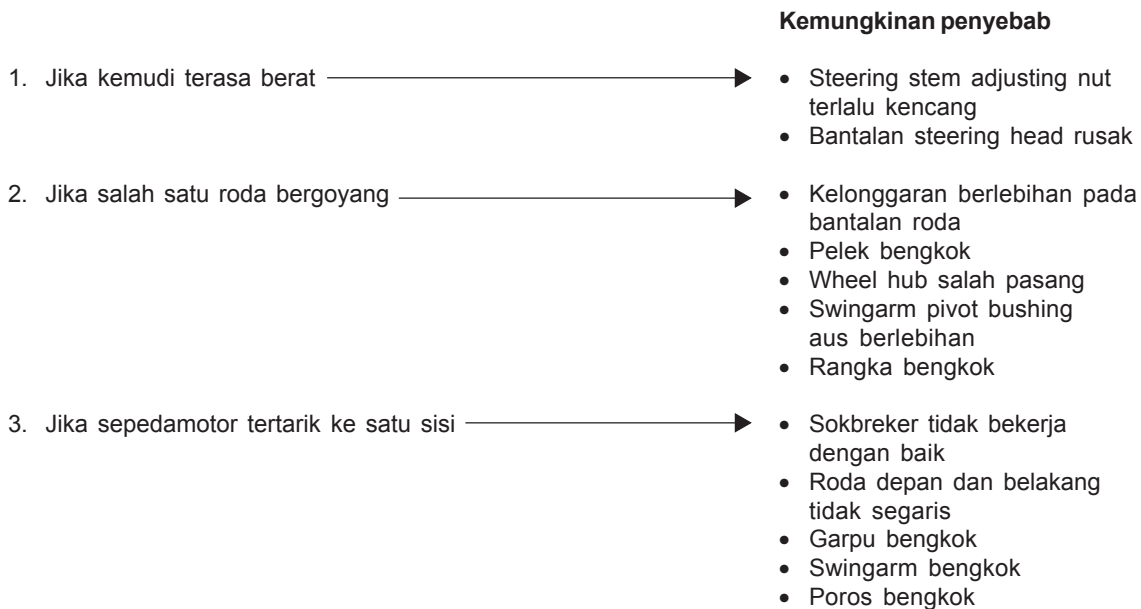 Kemungkinan penyebab
1. Jika kemudi terasa berat
• Steering stem adjusting nut
terlalu kencang
• Bantalan steering head rusak
2. Jika salah satu roda bergoyang
• Kelonggaran berlebihan pada
bantalan roda
• Pelek bengkok
• Wheel hub salah pasang
• Swingarm pivot bushing
aus berlebihan
• Rangka bengkok
3. Jika sepedamotor tertarik ke satu sisi
• Sokbreker tidak bekerja
dengan baik
• Roda depan dan belakang
tidak segaris
• Garpu bengkok
• Swingarm bengkok
• Poros bengkok